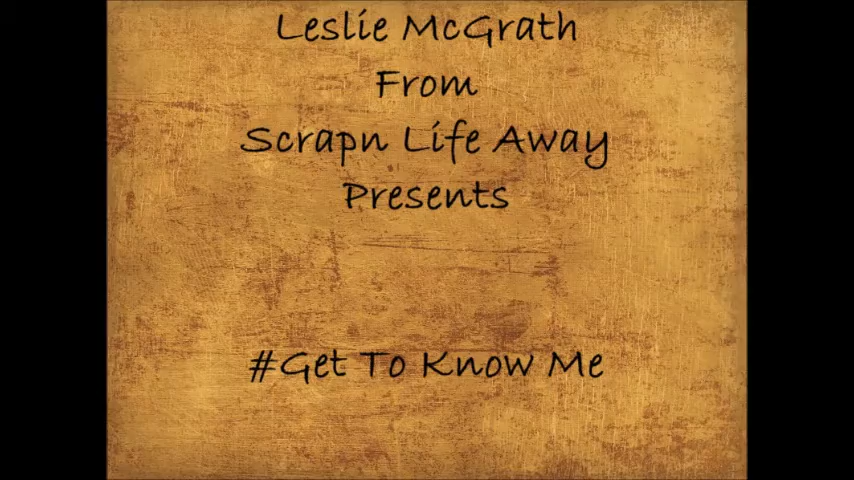 Leslie McGrath
From
Scrapn Life Away
Presents
#Get To Know Me